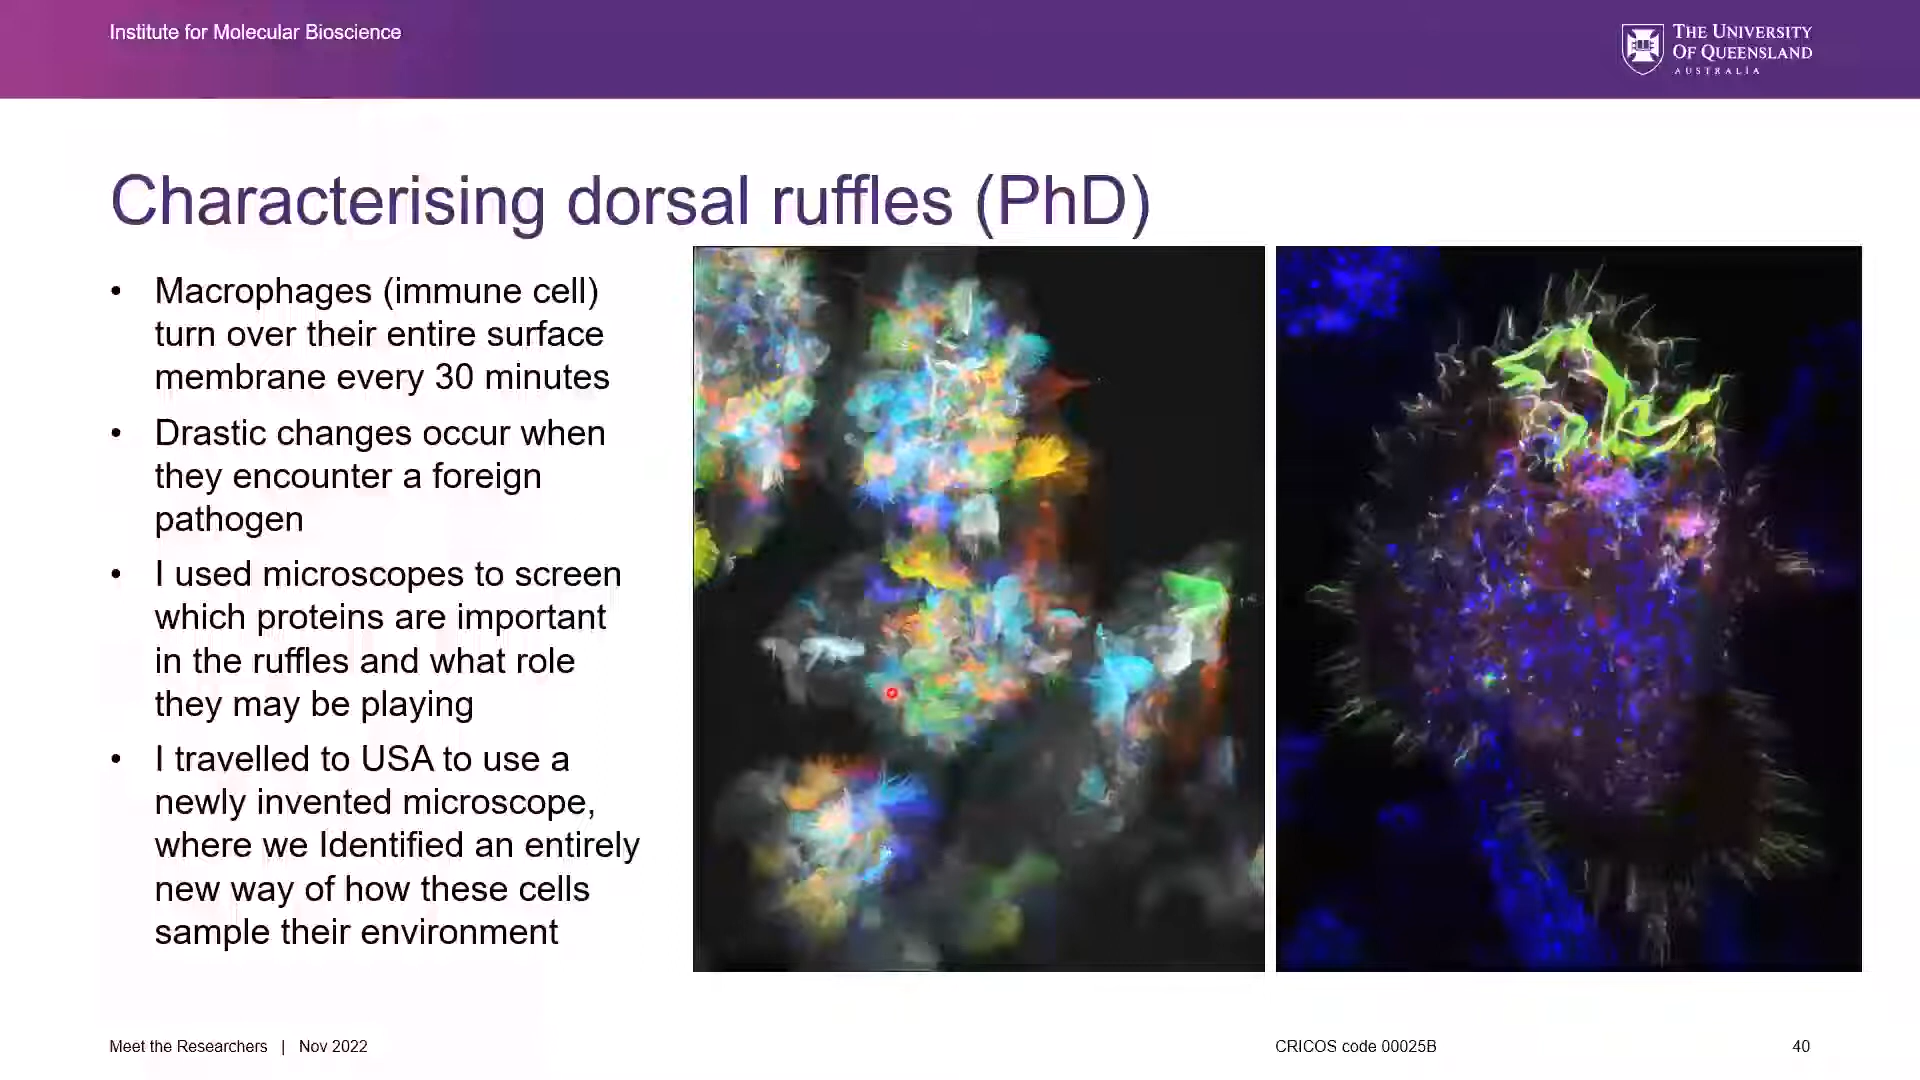 Institute for Molecular Bioscience
THE UNIVERSITY
OF QUEENSLAND
AUSTRALIA
Characterising dorsal ruffles (PhD)
• Macrophages (immune cell)
turn over their entire surface
membrane every 30 minutes
• Drastic changes occur when
they encounter a foreign
pathogen
• I used microscopes to screen
which proteins are important
in the ruffles and what role
they may be playing
• I travelled to USA to use a
newly invented microscope,
where we Identified an entirely
new way of how these cells
sample their environment
Meet the Researchers | Nov 2022
CRICOS code 00025B
40